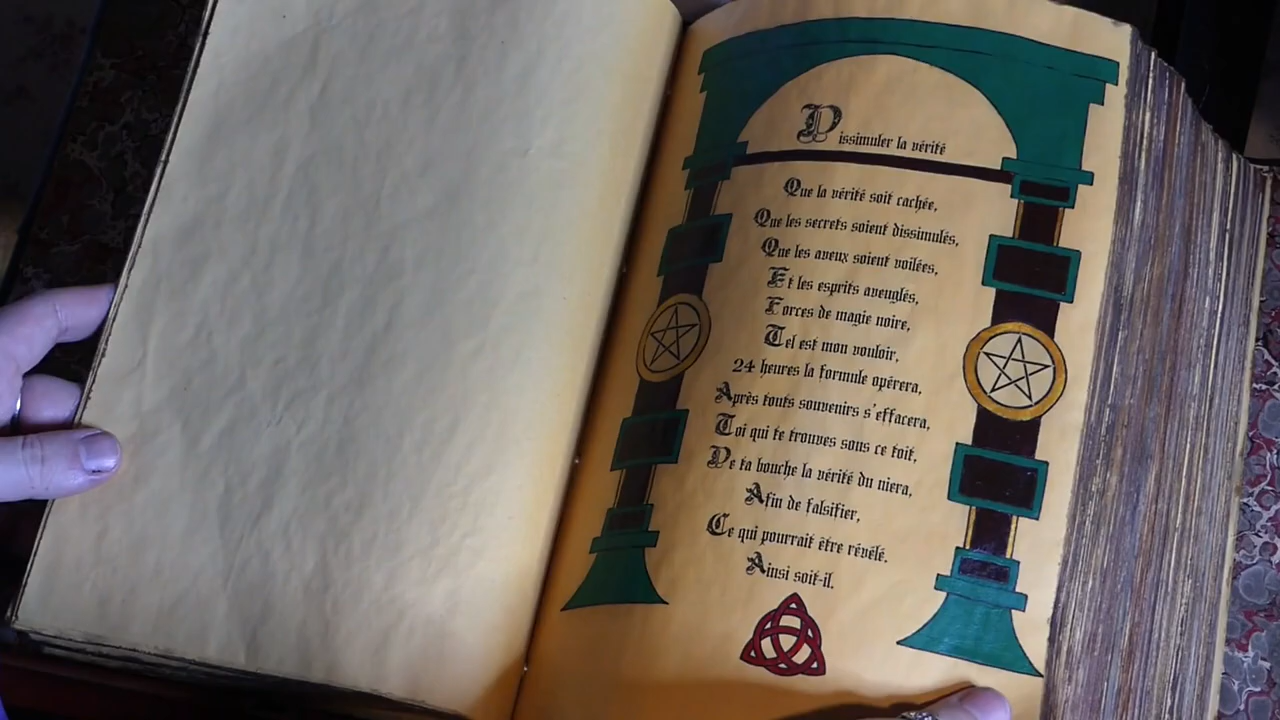 Dissimuler la vérité
Que la vérité soit cachée,
Que les secrets soient dissimulés,
Que les aveux soient voilées,
Et les esprits aveuglés,
Forces de magie noire,
Tel est mon vouloir,
24 heures la formule opérera,
Après touts souvenirs s'effacera,
Toi qui te trouves sous ce toit,
De ta bouche la vérité du niera,
Afin de falsifier,
Ce qui pourrait être révélé.
Ainsi soit-il.